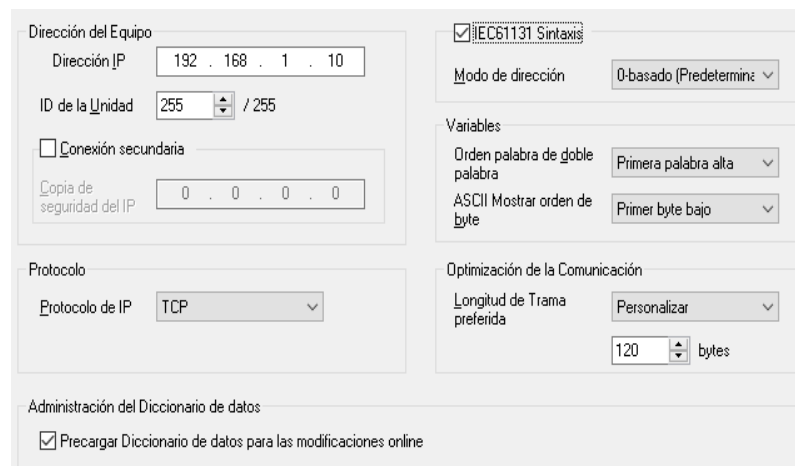 Dirección del Equipo
Dirección IP 192 . 168 . 1 . 10
ID de la Unidad 255 / 255
Conexión secundaria
Copia de
seguridad del IP 0 . 0 . 0 . 0
Protocolo
Protocolo de IP TCP
IEC61131 Sintaxis
Modo de dirección 0-basado (Predetermina
Variables
Orden palabra de doble
palabra Primera palabra alta
ASCII Mostrar orden de
byte Primer byte bajo
Optimización de la Comunicación
Longitud de Trama
preferida Personalizar
120 bytes
Administración del Diccionario de datos
Precargar Diccionario de datos para las modificaciones online